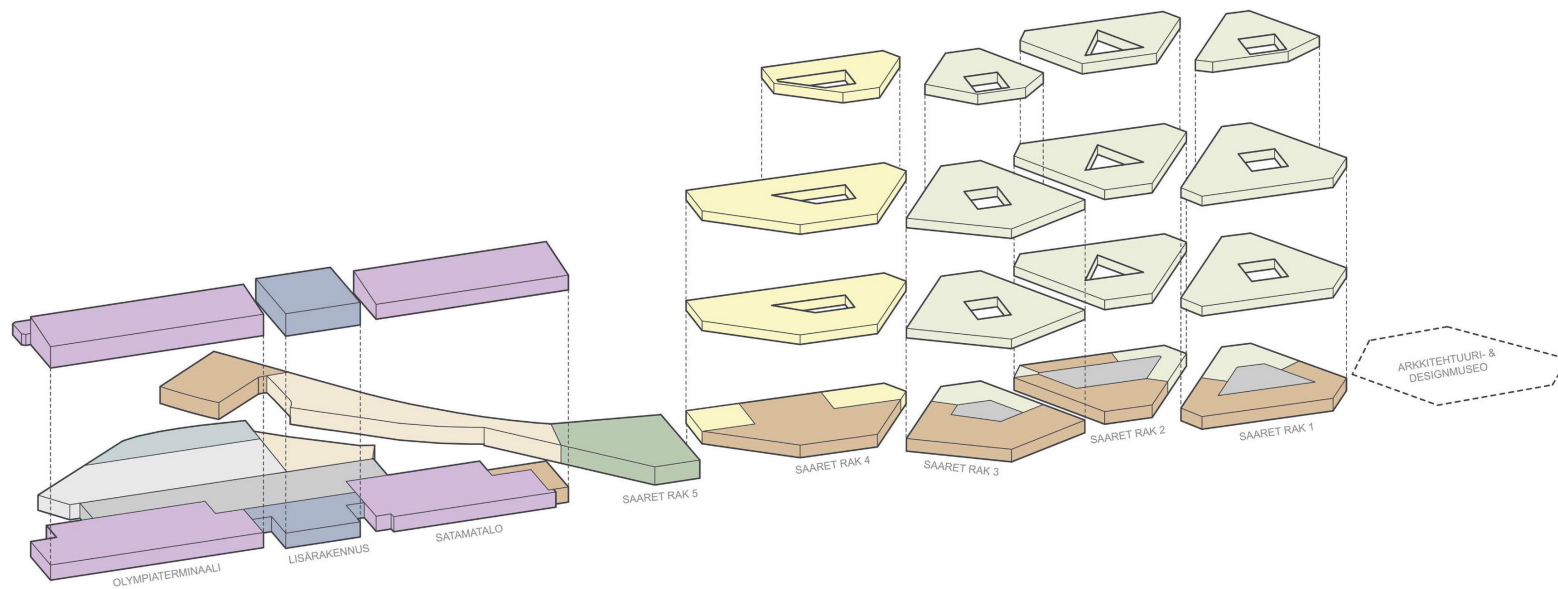 ARKKITEHTUURI- &
DESIGNMUSEO
SAARET RAK 1
SAARET RAK 2
SAARET RAK 3
SAARET RAK 4
SAARET RAK 5
SATAMATALO
LISÄRAKENNUS
OLYMPIATERMINAALI